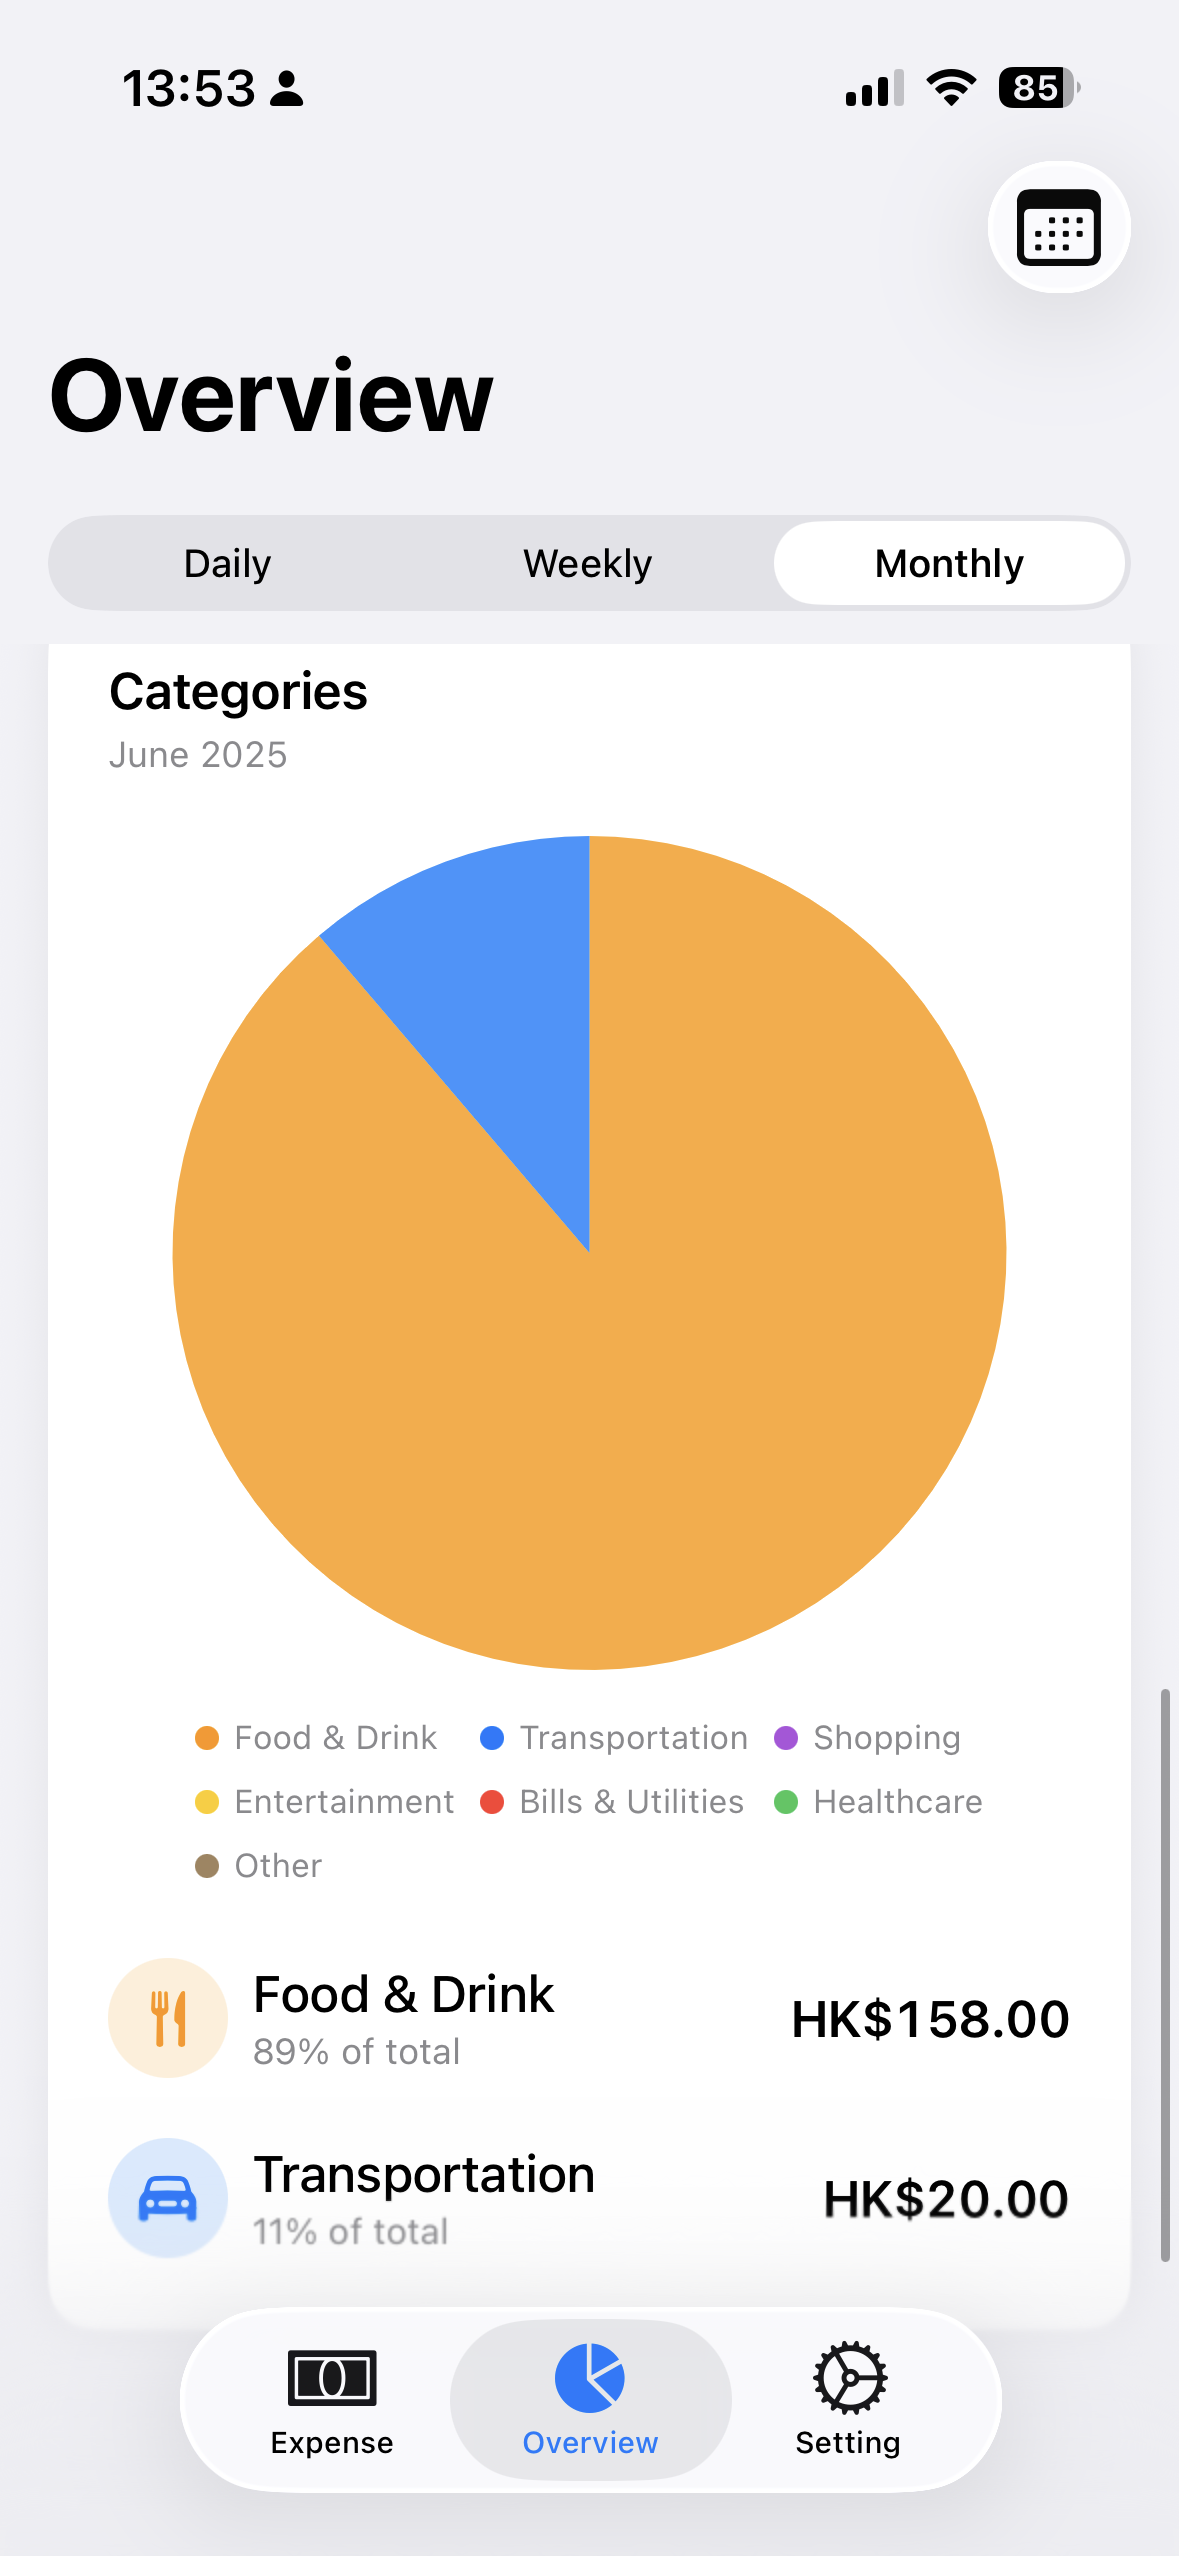 13:53
85
Overview
Daily Weekly Monthly
Categories
June 2025
Food & Drink Transportation Shopping
Entertainment Bills & Utilities Healthcare
Other
Food & Drink
89% of total
HK$158.00
Transportation
11% of total
HK$20.00
Expense Overview Setting